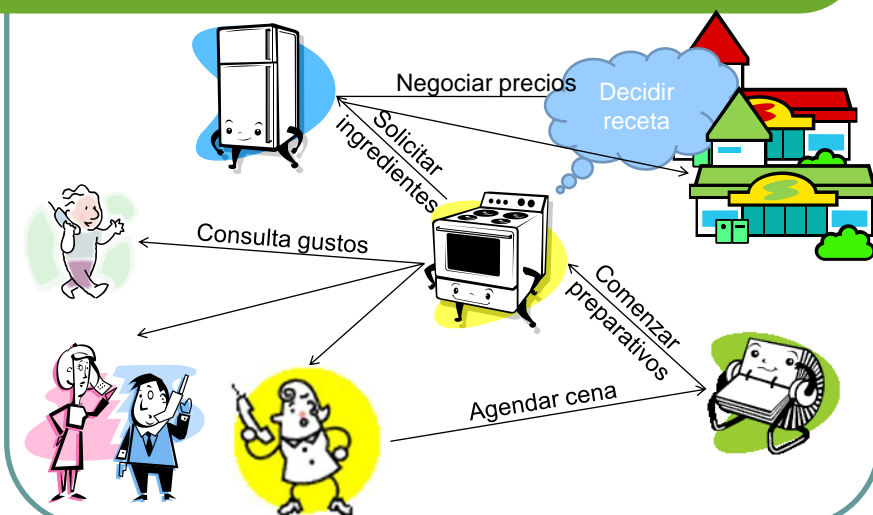 Negociar precios
Decidir
receta
Solicitar
ingredientes
Consulta gustos
Comenzar
preparativos
Agendar cena